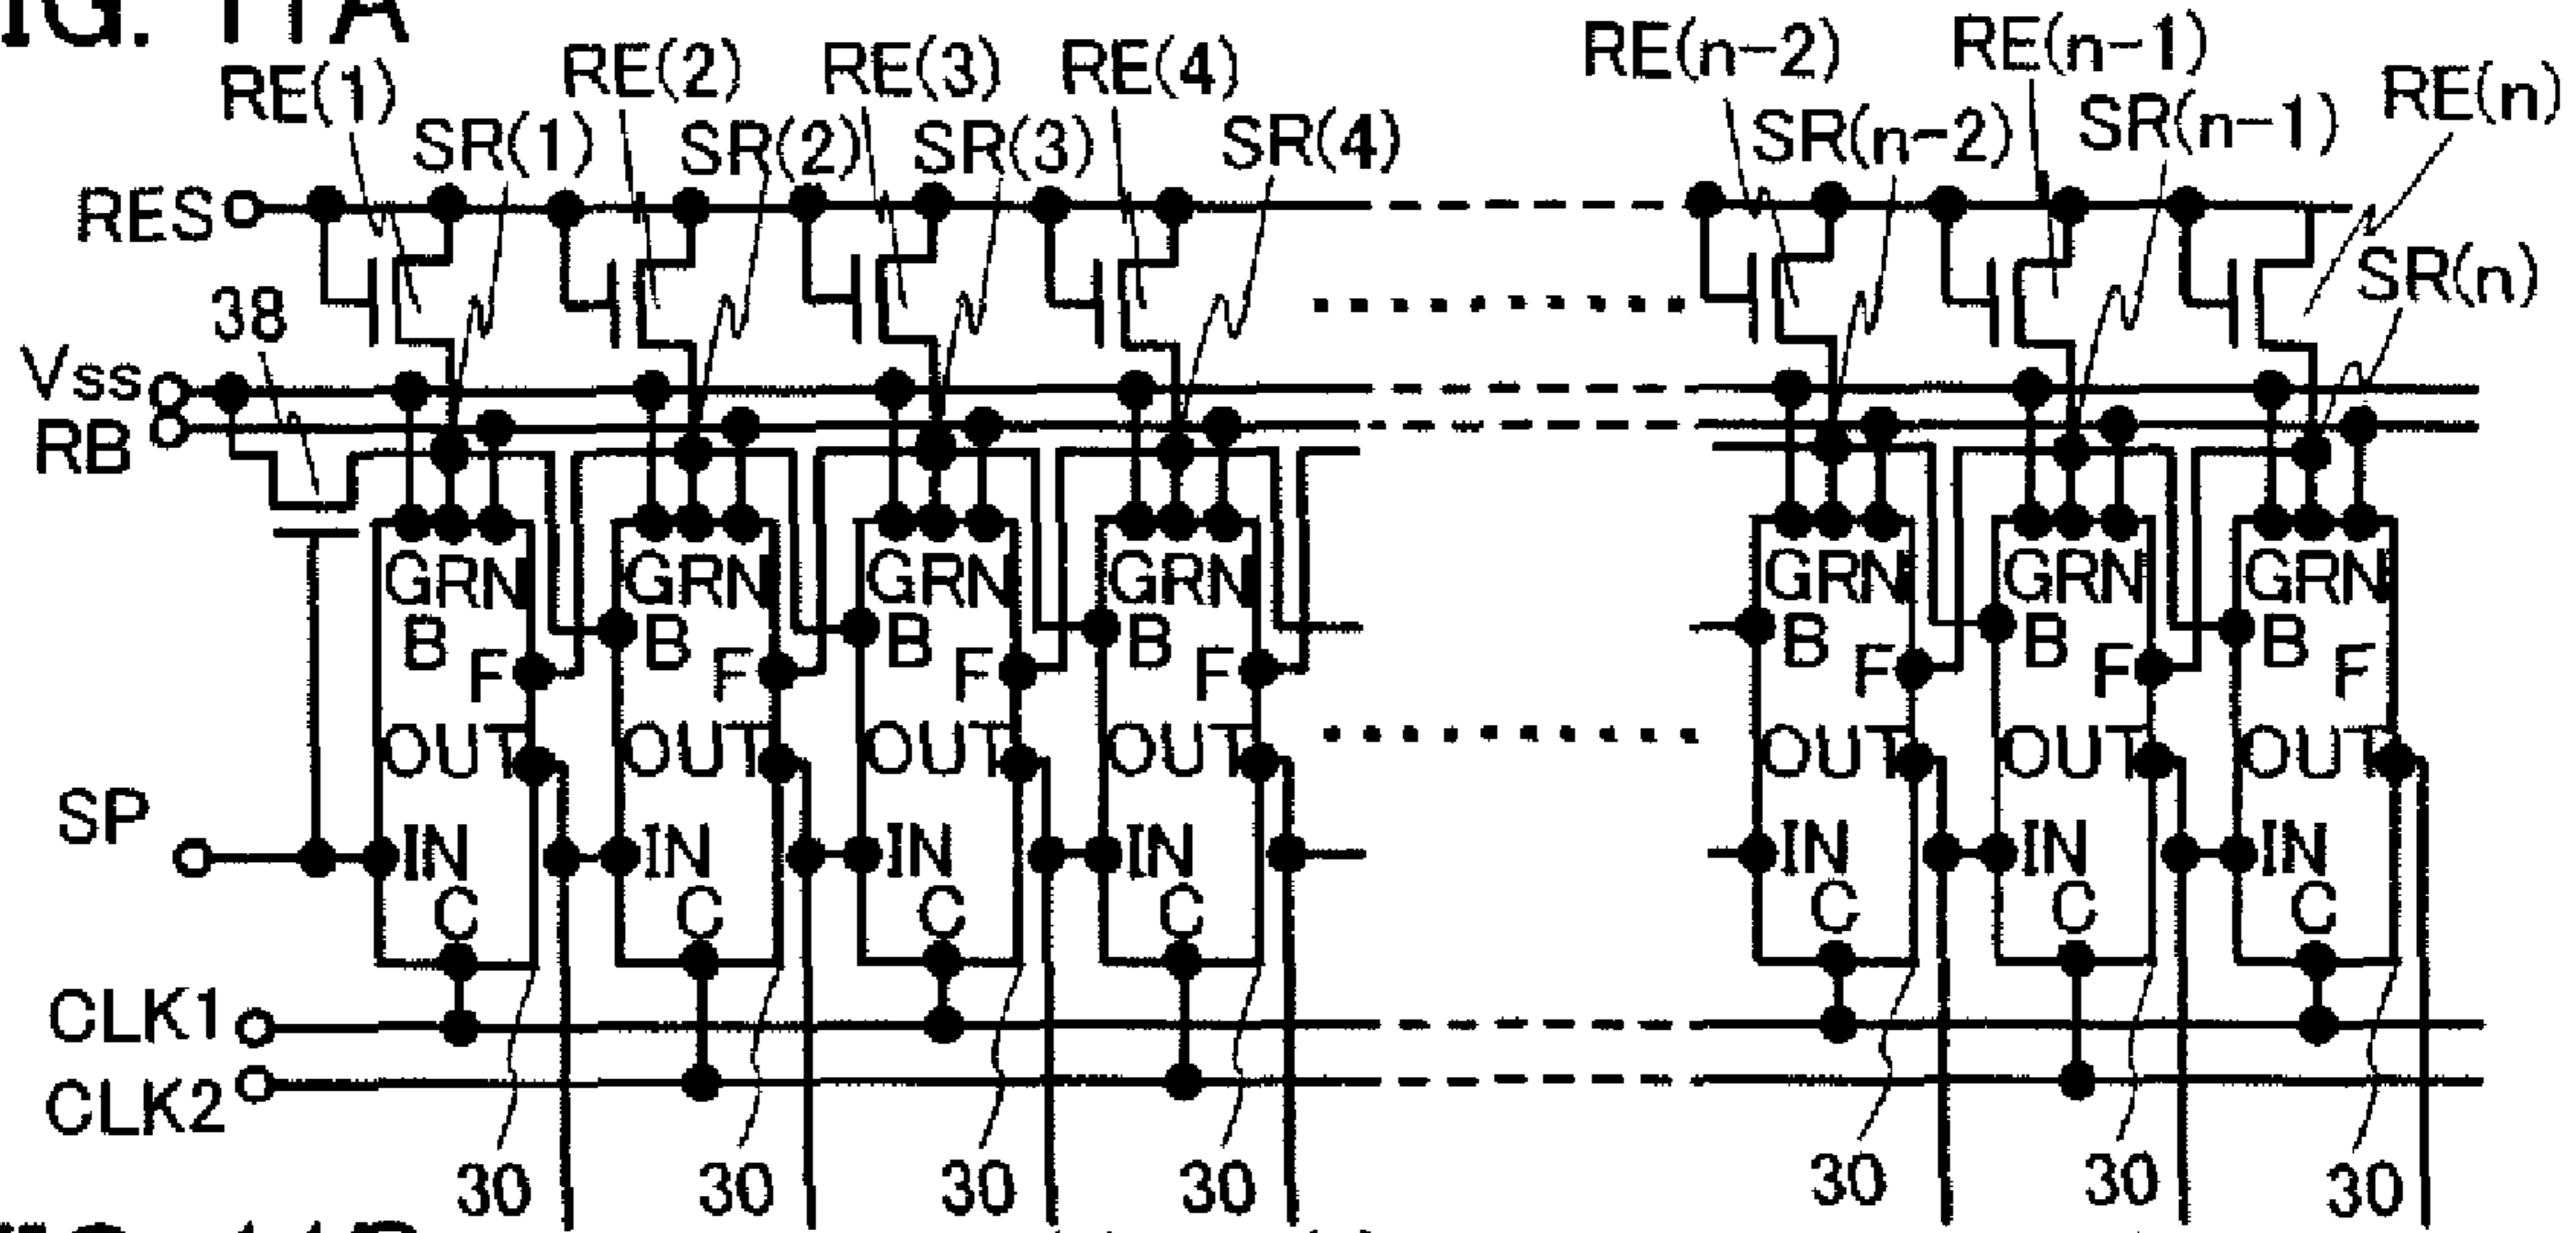 FIG. 11A
RE(1) RE(2) RE(3) RE(4) RE(n-2) RE(n-1) RE(n)
SR(1) SR(2) SR(3) SR(4) SR(n-2) SR(n-1)
RES
SR(n)
38
Vss
RB
GRN GRN GRN GRN GRN GRN GRN
B B B B B B B
F F F F F F F
OUT OUT OUT OUT OUT OUT OUT
SP
IN IN IN IN IN IN IN
C C C C C C C
CLK1
CLK2
30 30 30 30 30 30 30